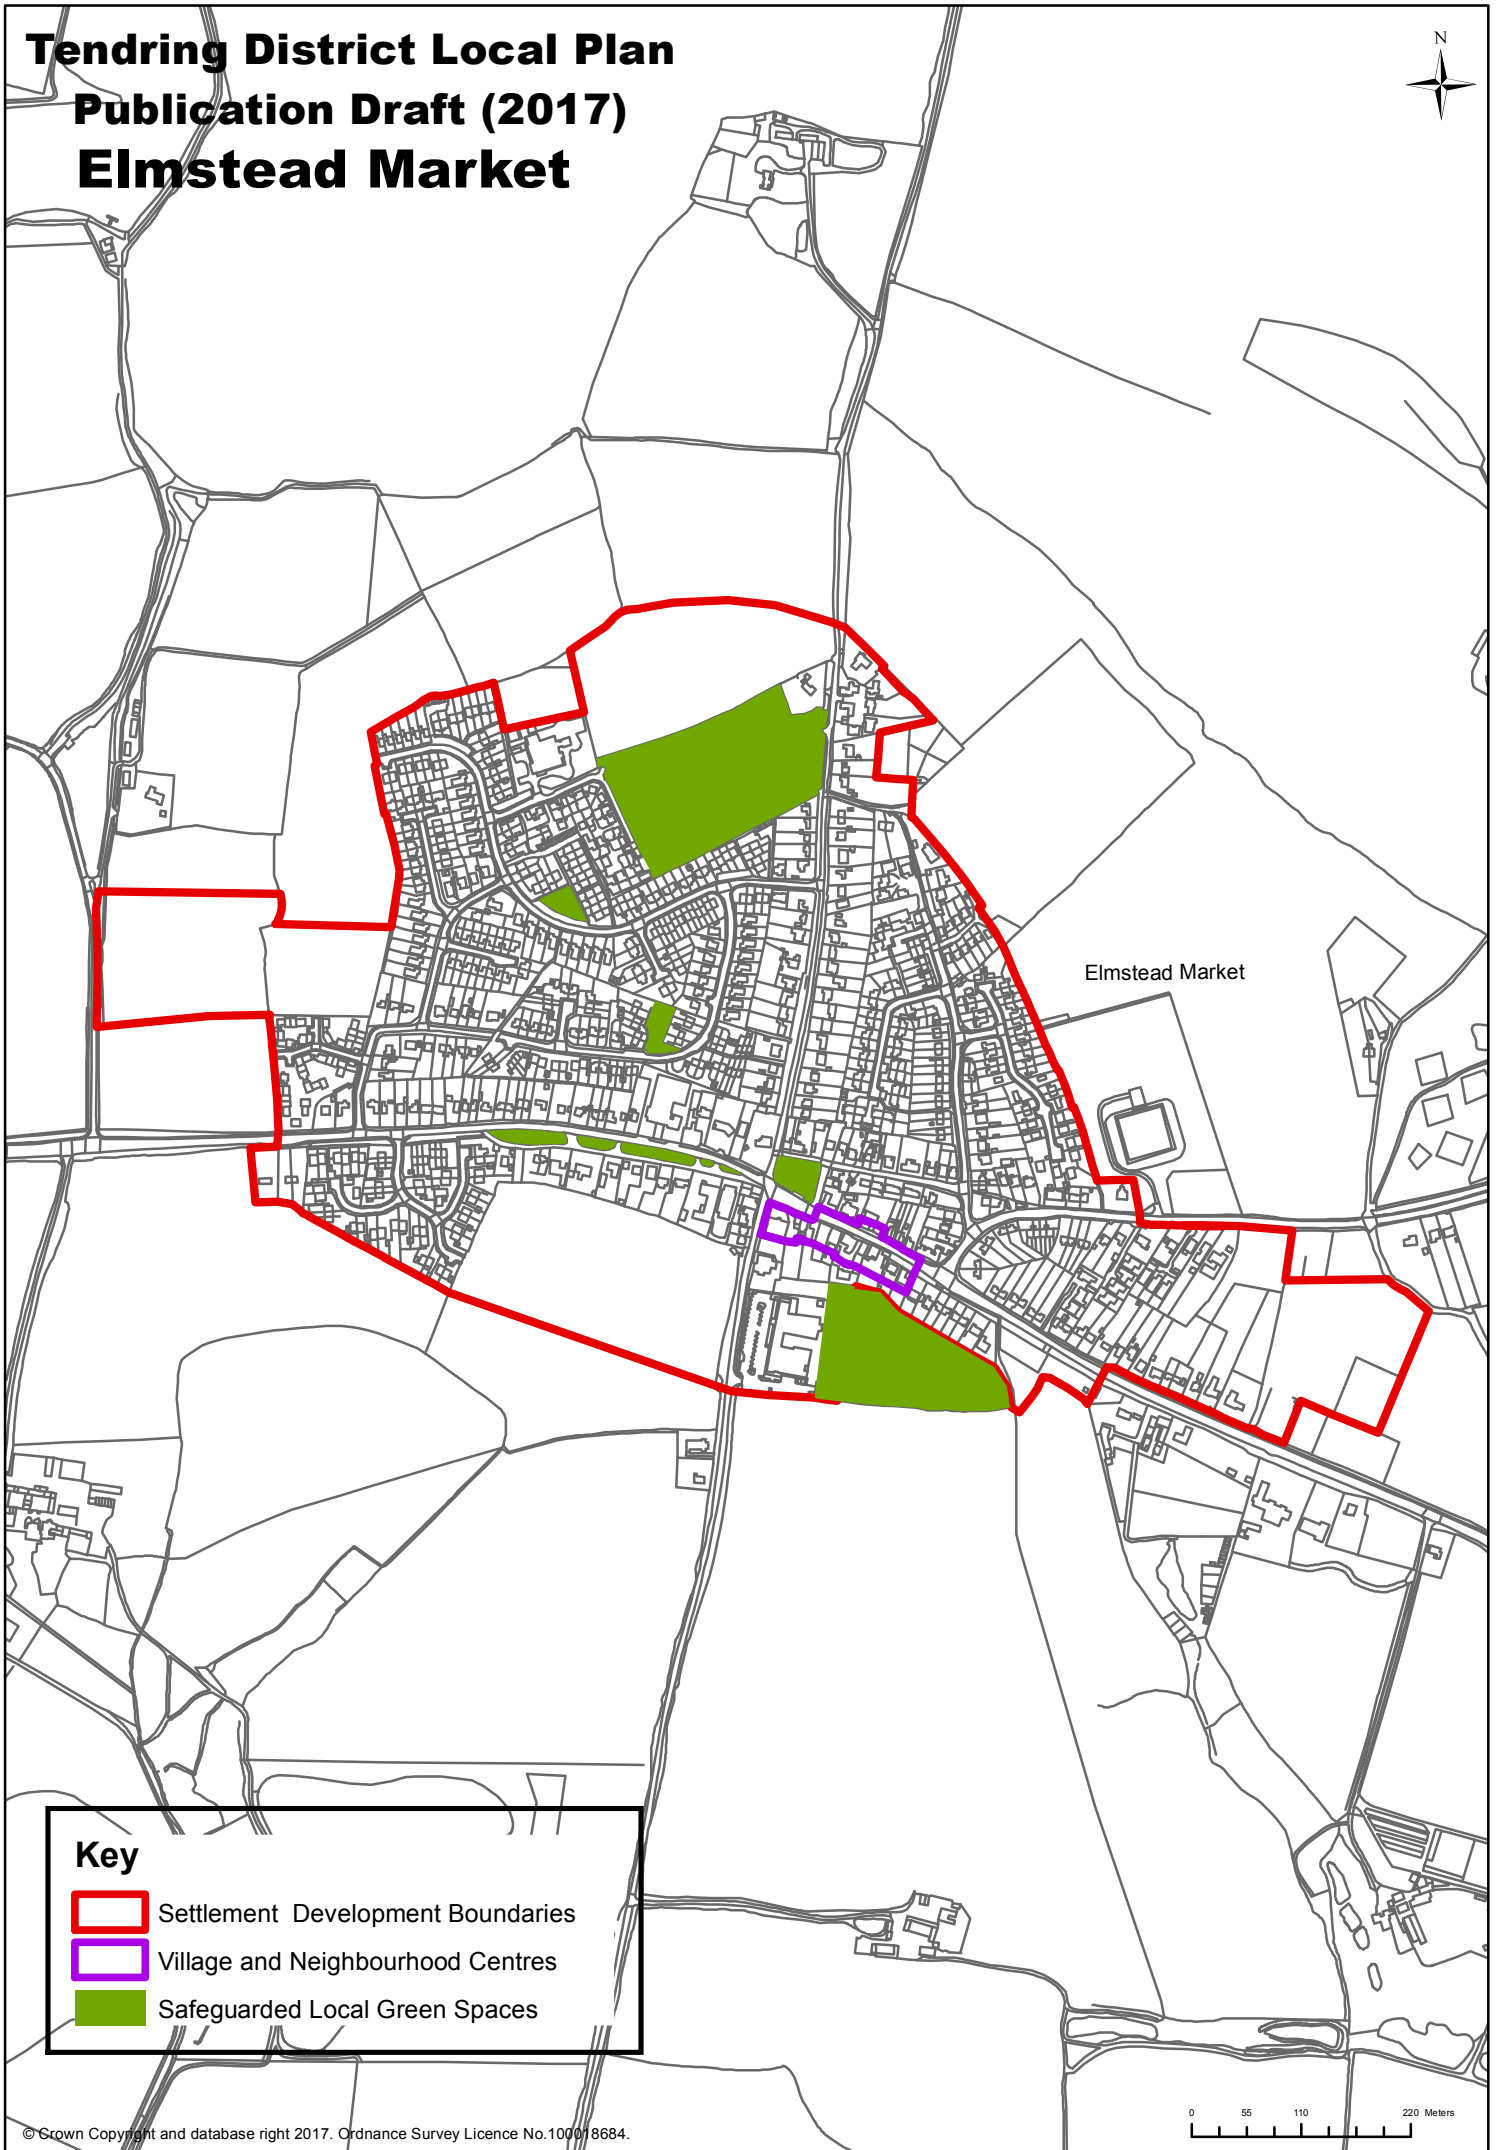 Tendring District Local Plan
Publication Draft (2017)
Elmstead Market
N
Elmstead Market
Key
Settlement Development Boundaries
Village and Neighbourhood Centres
Safeguarded Local Green Spaces
0 55 110 220 Meters
© Crown Copyright and database right 2017. Ordnance Survey Licence No.100018684.